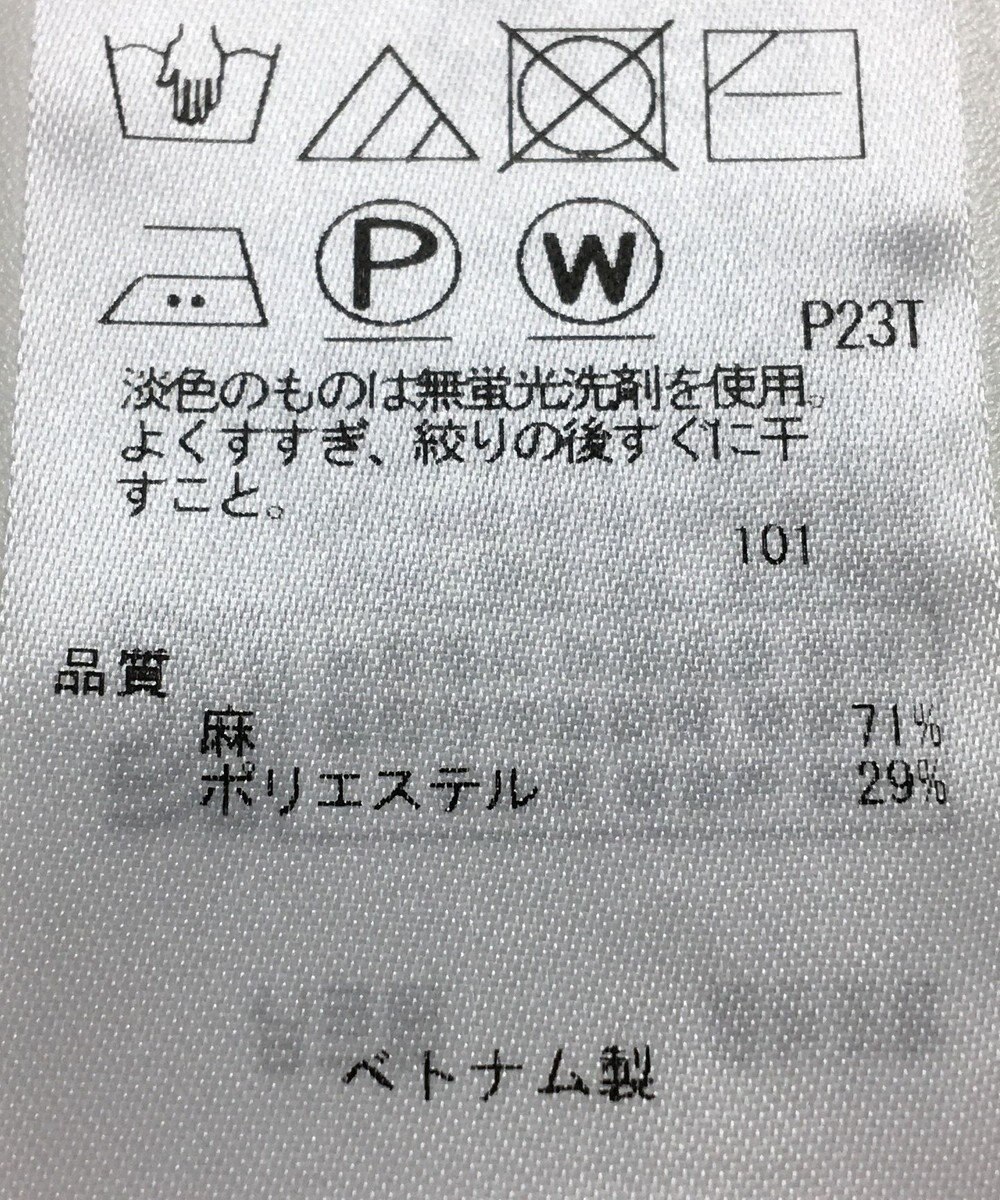 P W
P23T
淡色のものは無蛍光洗剤を使用。
よくすすぎ、絞りの後すぐに干
すこと。
101
品質
麻 71%
ポリエステル 29%
ベトナム製